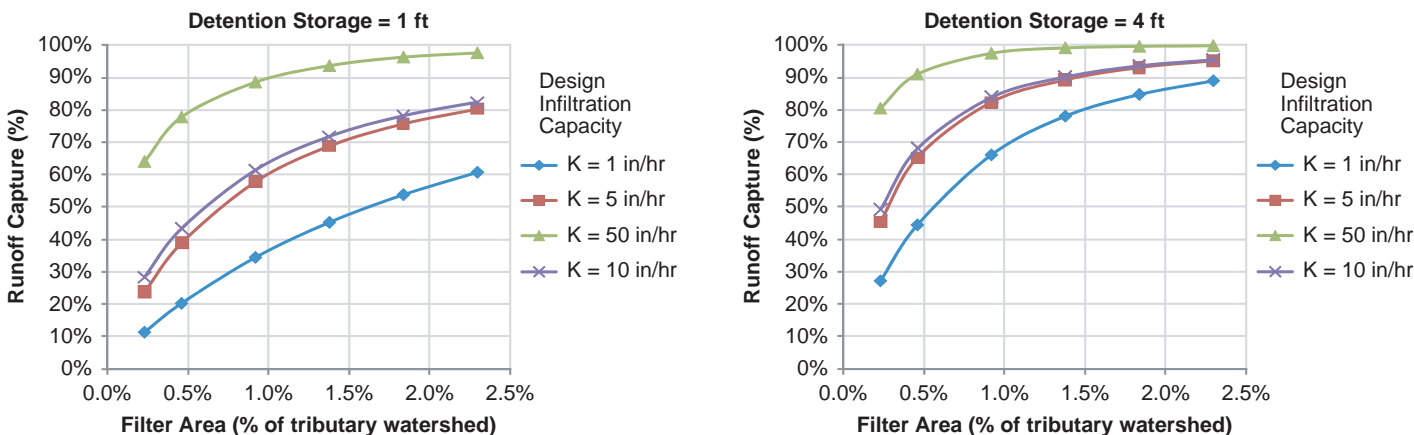 Detention Storage = 1 ft
Runoff Capture (%)
100%
90%
80%
70%
60%
50%
40%
30%
20%
10%
0%
0.0% 0.5% 1.0% 1.5% 2.0% 2.5%
Filter Area (% of tributary watershed)
Design
Infiltration
Capacity
K = 1 in/hr
K = 5 in/hr
K = 50 in/hr
K = 10 in/hr
Detention Storage = 4 ft
Runoff Capture (%)
100%
90%
80%
70%
60%
50%
40%
30%
20%
10%
0%
0.0% 0.5% 1.0% 1.5% 2.0% 2.5%
Filter Area (% of tributary watershed)
Design
Infiltration
Capacity
K = 1 in/hr
K = 5 in/hr
K = 50 in/hr
K = 10 in/hr